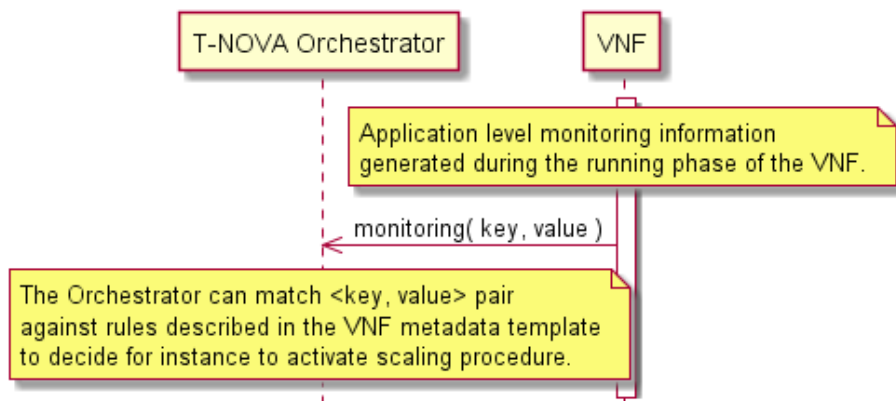 T-NOVA Orchestrator
VNF
Application level monitoring information
generated during the running phase of the VNF.
monitoring( key, value )
The Orchestrator can match <key, value> pair
against rules described in the VNF metadata template
to decide for instance to activate scaling procedure.